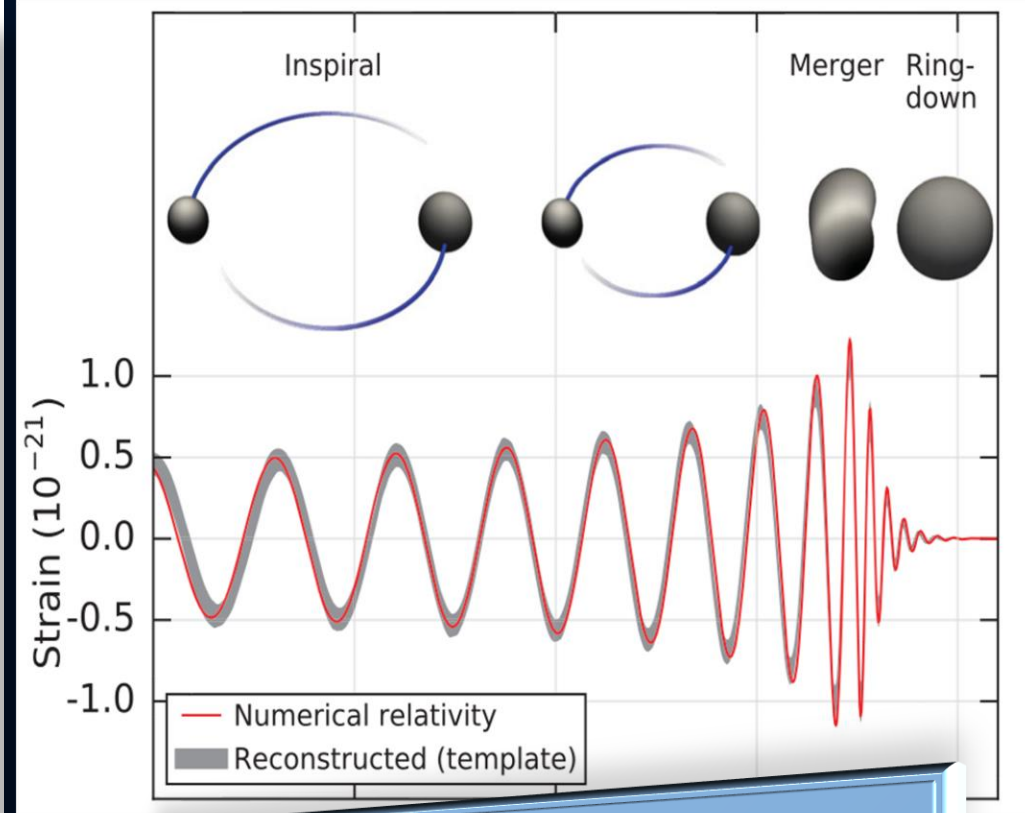 Inspiral
Merger
Ring-
down
Strain (10⁻²¹)
1.0
0.5
0.0
-0.5
-1.0
Numerical relativity
Reconstructed (template)